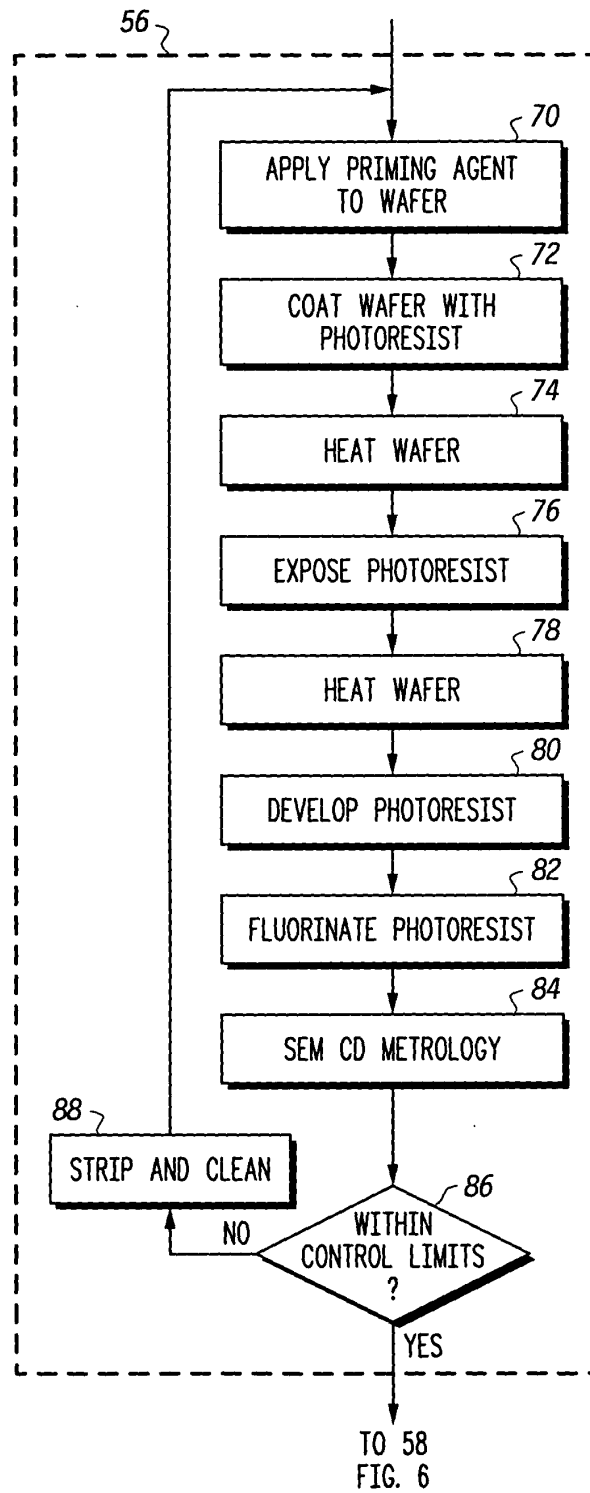 56
70
APPLY PRIMING AGENT
TO WAFER
72
COAT WAFER WITH
PHOTORESIST
74
HEAT WAFER
76
EXPOSE PHOTORESIST
78
HEAT WAFER
80
DEVELOP PHOTORESIST
82
FLUORINATE PHOTORESIST
84
SEM CD METROLOGY
88
STRIP AND CLEAN
86
WITHIN
CONTROL LIMITS
?
NO
YES
TO 58
FIG. 6